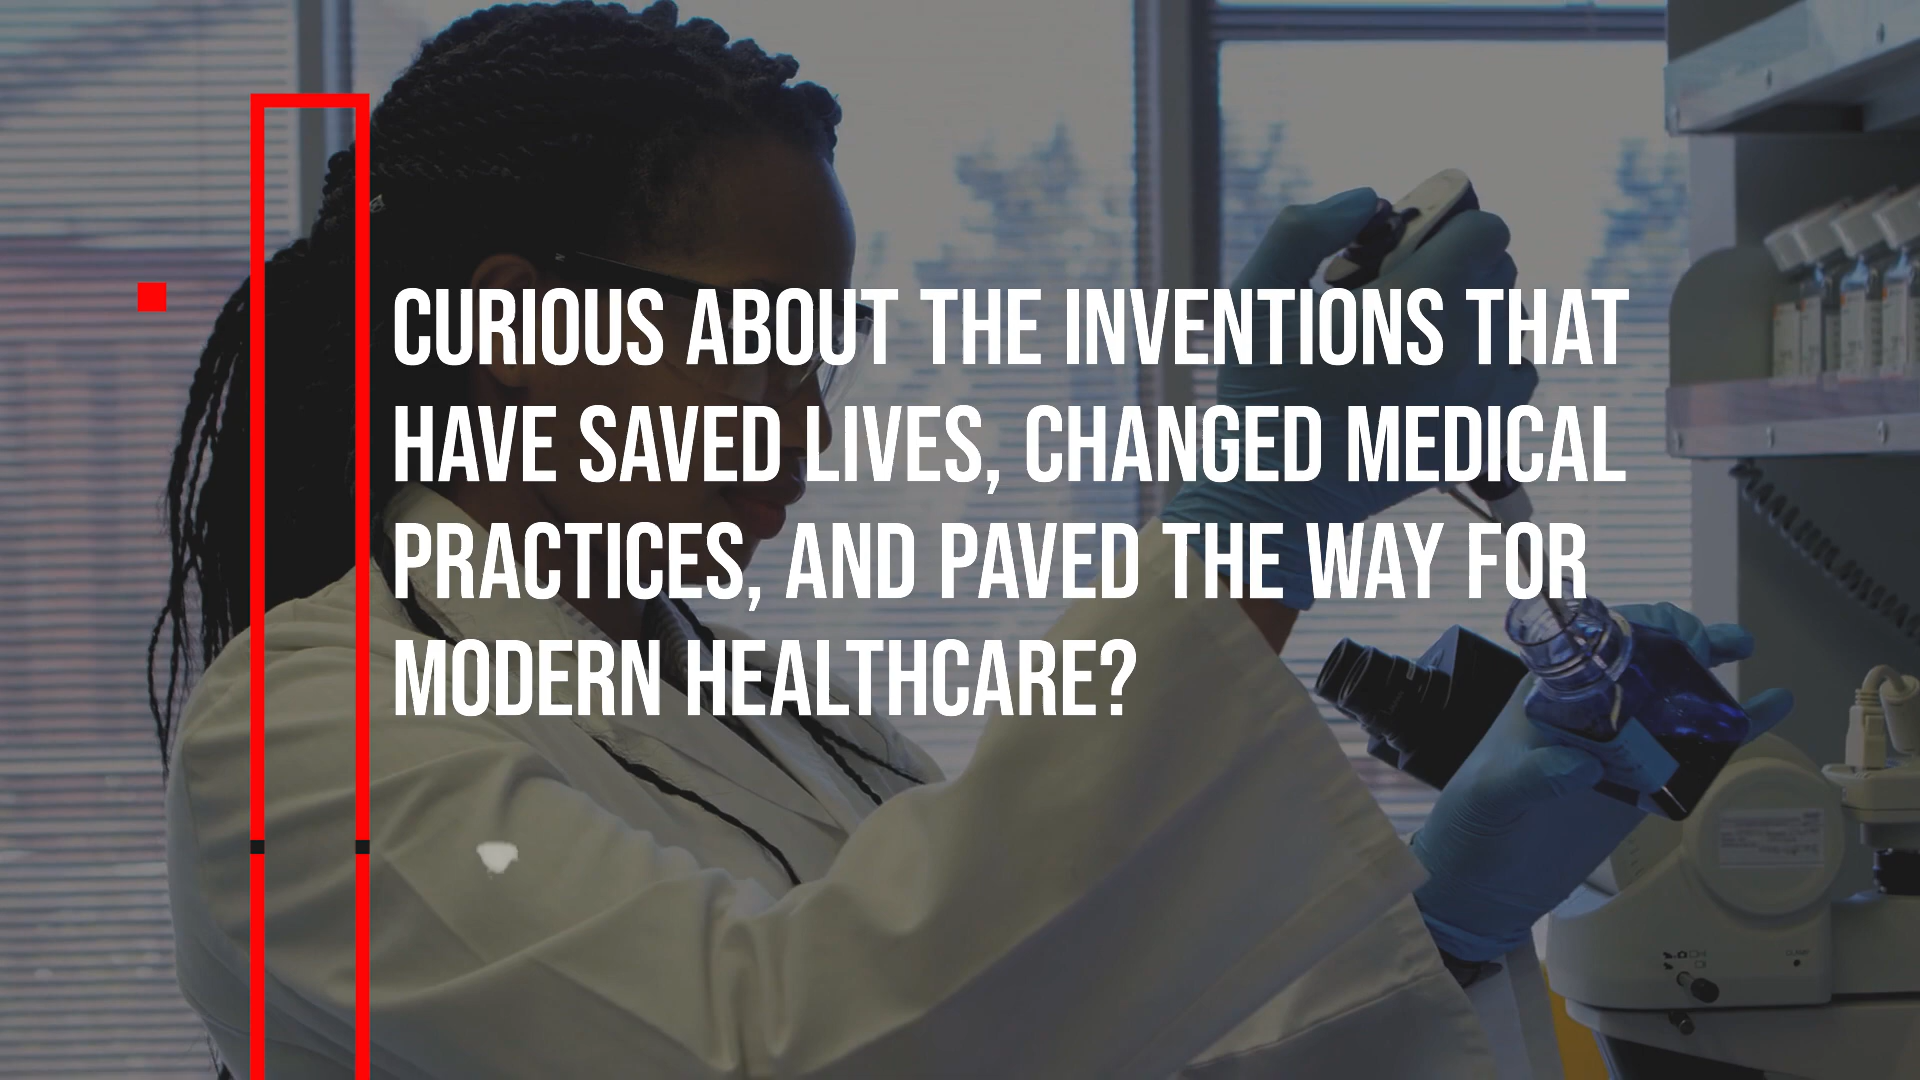 CURIOUS ABOUT THE INVENTIONS THAT
HAVE SAVED LIVES, CHANGED MEDICAL
PRACTICES, AND PAVED THE WAY FOR
MODERN HEALTHCARE?